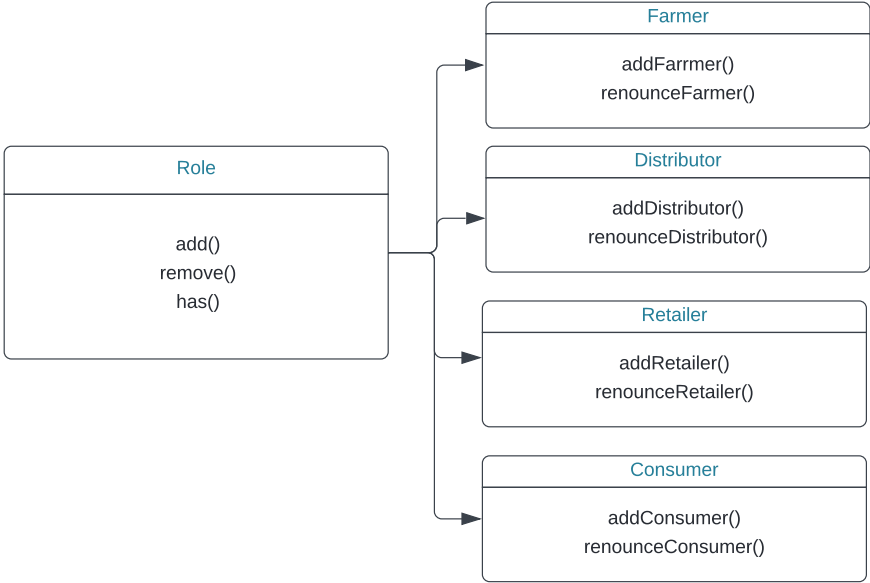 Role
add()
remove()
has()
Farmer
addFarrmer()
renounceFarmer()
Distributor
addDistributor()
renounceDistributor()
Retailer
addRetailer()
renounceRetailer()
Consumer
addConsumer()
renounceConsumer()